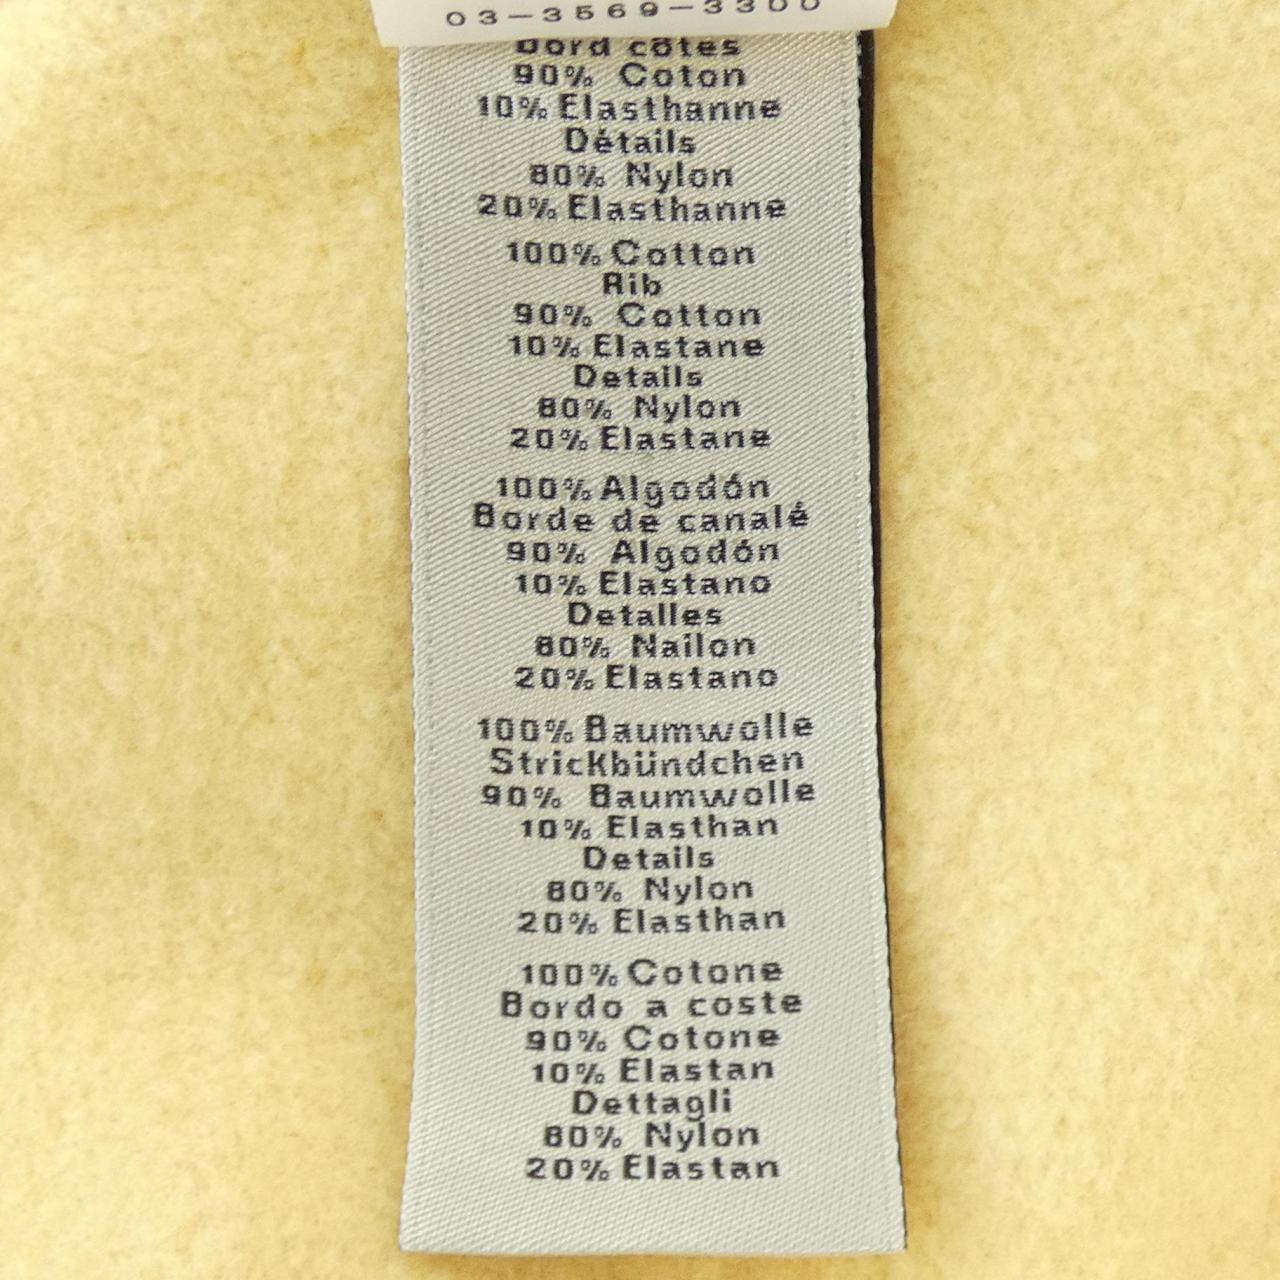 03-3569-3300
Bord côtes
90% Coton
10% Elasthanne
Détails
80% Nylon
20% Elasthanne
100% Cotton
Rib
90% Cotton
10% Elastane
Details
80% Nylon
20% Elastane
100% Algodón
Borde de canalé
90% Algodón
10% Elastano
Detalles
80% Nailon
20% Elastano
100% Baumwolle
Strickbündchen
90% Baumwolle
10% Elasthan
Details
80% Nylon
20% Elasthan
100% Cotone
Bordo a coste
90% Cotone
10% Elastan
Dettagli
80% Nylon
20% Elastan